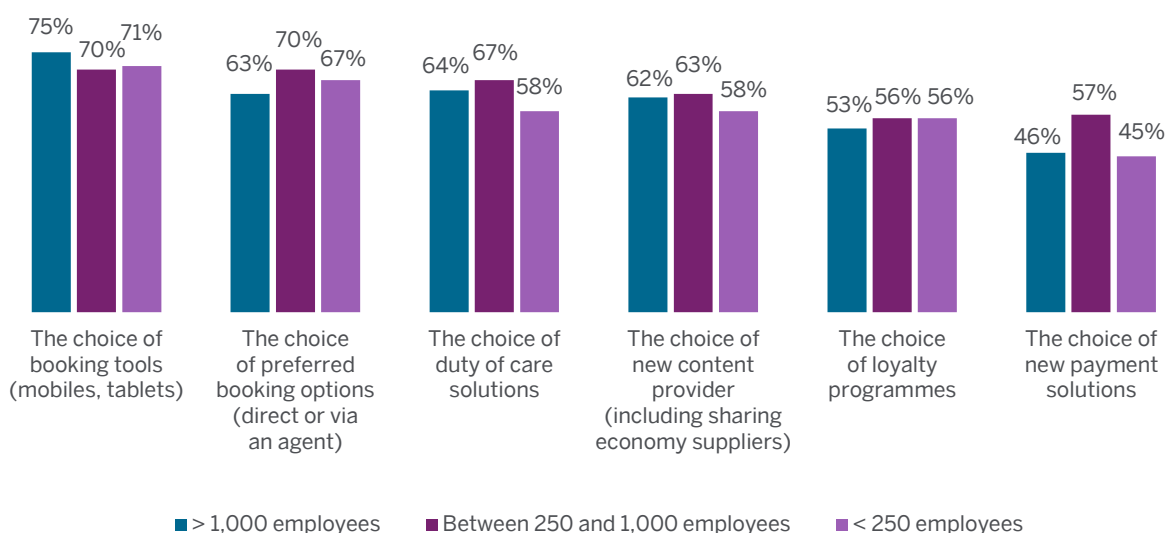 75%
70%
71%
63%
70%
67%
64%
67%
58%
62%
63%
58%
53%
56%
56%
46%
57%
45%
The choice of
booking tools
(mobiles, tablets)
The choice
of preferred
booking options
(direct or via
an agent)
The choice of
duty of care
solutions
The choice of
new content
provider
(including sharing
economy suppliers)
The choice
of loyalty
programmes
The choice of
new payment
solutions
> 1,000 employees
Between 250 and 1,000 employees
< 250 employees